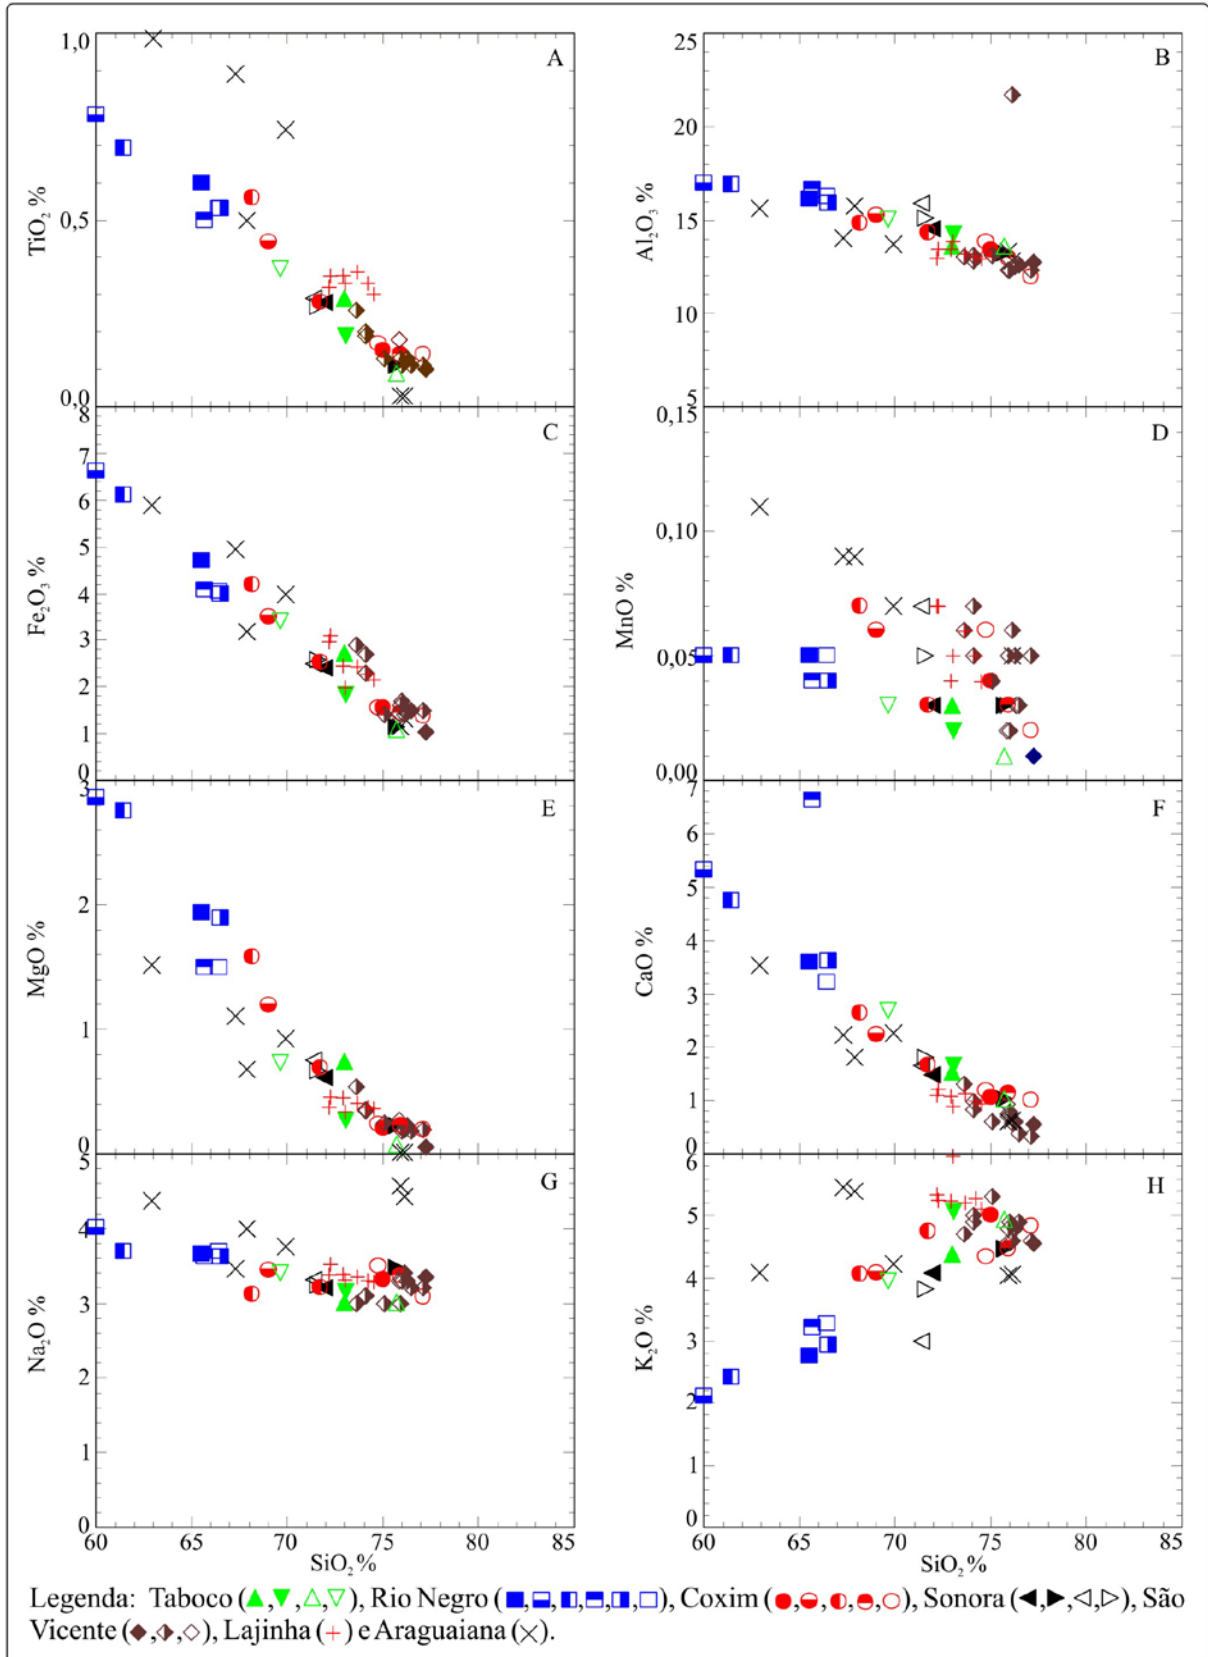 1,0
A
TiO₂ %
0,5
0,0
25
B
Al₂O₃ %
20
15
10
5
8
C
7
6
Fe₂O₃ %
5
4
3
2
1
0
0,15
D
MnO %
0,10
0,05
0,00
3
E
MgO %
2
1
0
7
F
CaO %
6
5
4
3
2
1
0
5
G
Na₂O %
4
3
2
1
0
60 65 70 75 80 85
SiO₂ %
6
H
K₂O %
5
4
3
2
1
0
60 65 70 75 80 85
SiO₂ %
Legenda: Taboco (▲,▼,△,▽), Rio Negro (■,⬓,◧,⬒,◨,□), Coxim (●,◒,◐,◓,○), Sonora (◀,▶,◁,▷), São
Vicente (◆,⬗,◇), Lajinha (+) e Araguaiana (×).